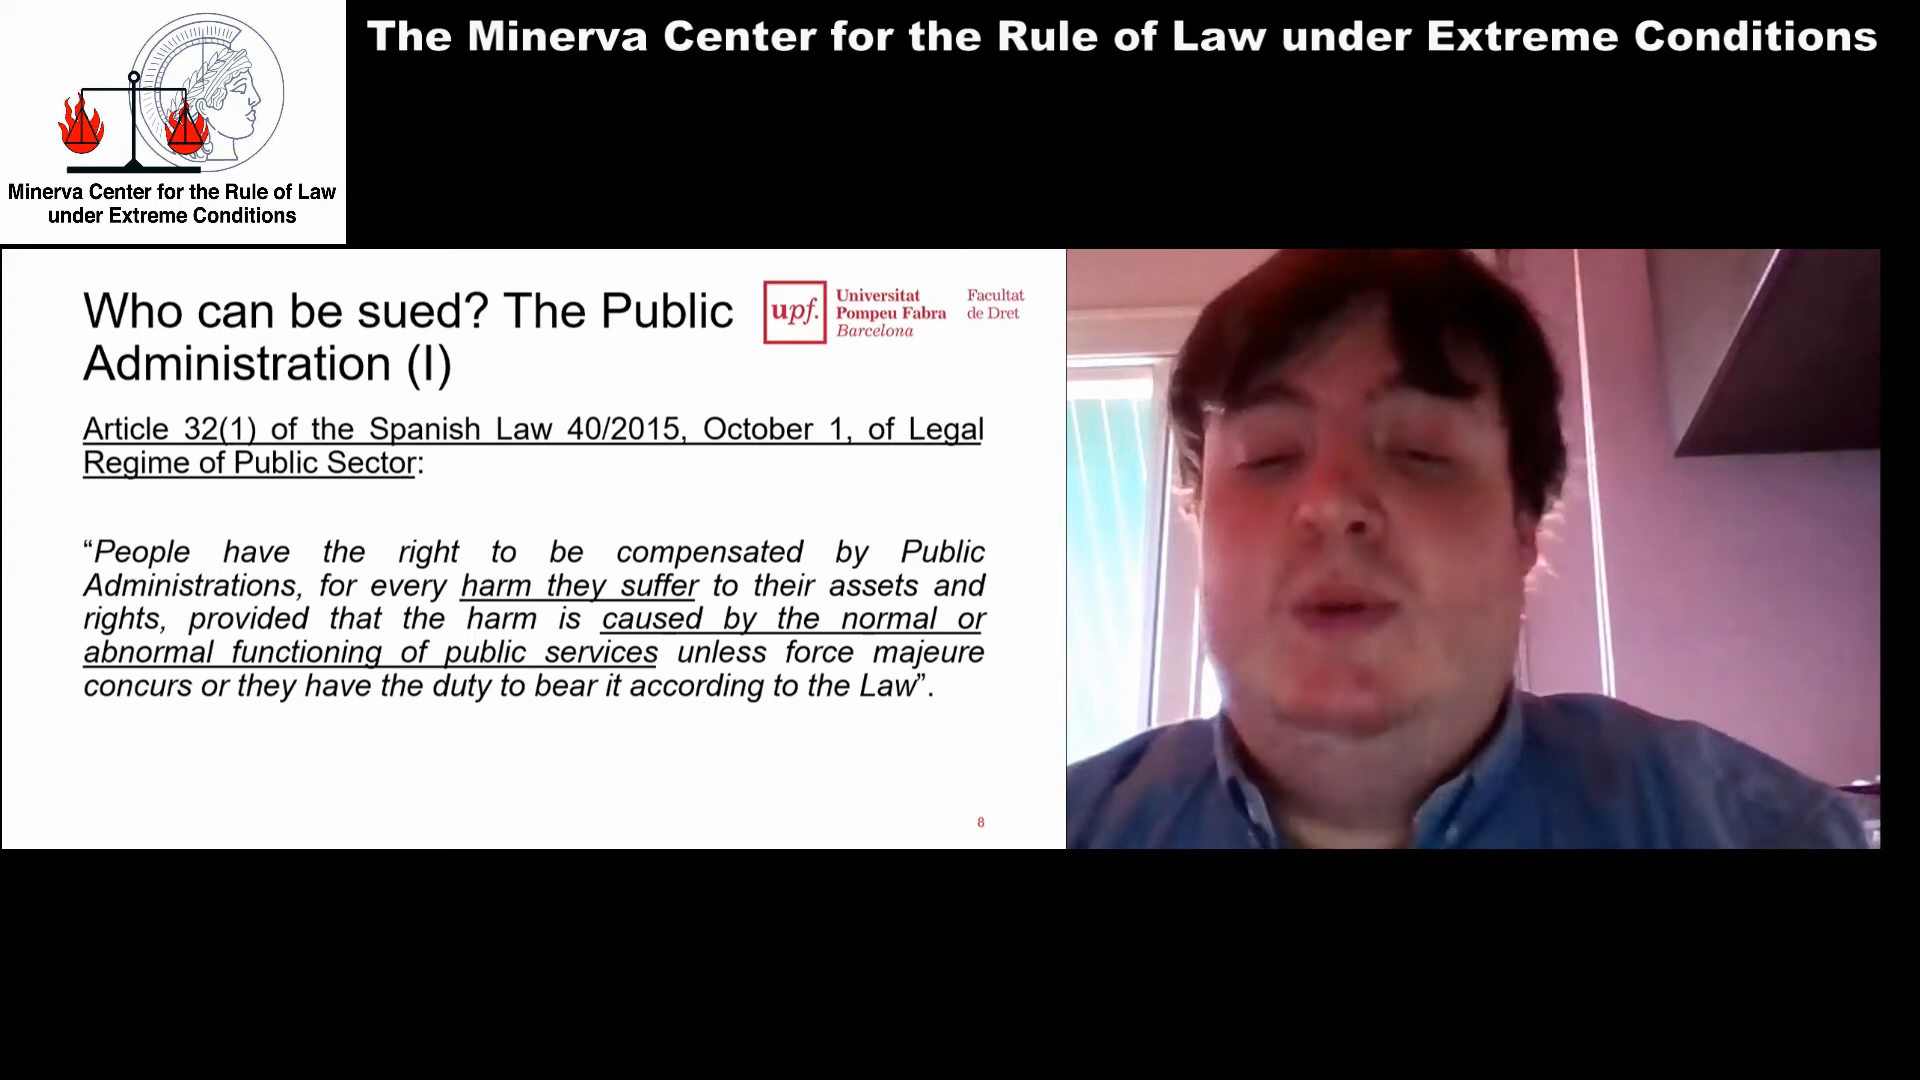 The Minerva Center for the Rule of Law under Extreme Conditions
Minerva Center for the Rule of Law
under Extreme Conditions
Who can be sued? The Public
Administration (I)
upf.
Universitat
Pompeu Fabra
Barcelona
Facultat
de Dret
Article 32(1) of the Spanish Law 40/2015, October 1, of Legal
Regime of Public Sector:
“People have the right to be compensated by Public
Administrations, for every harm they suffer to their assets and
rights, provided that the harm is caused by the normal or
abnormal functioning of public services unless force majeure
concurs or they have the duty to bear it according to the Law”.
8